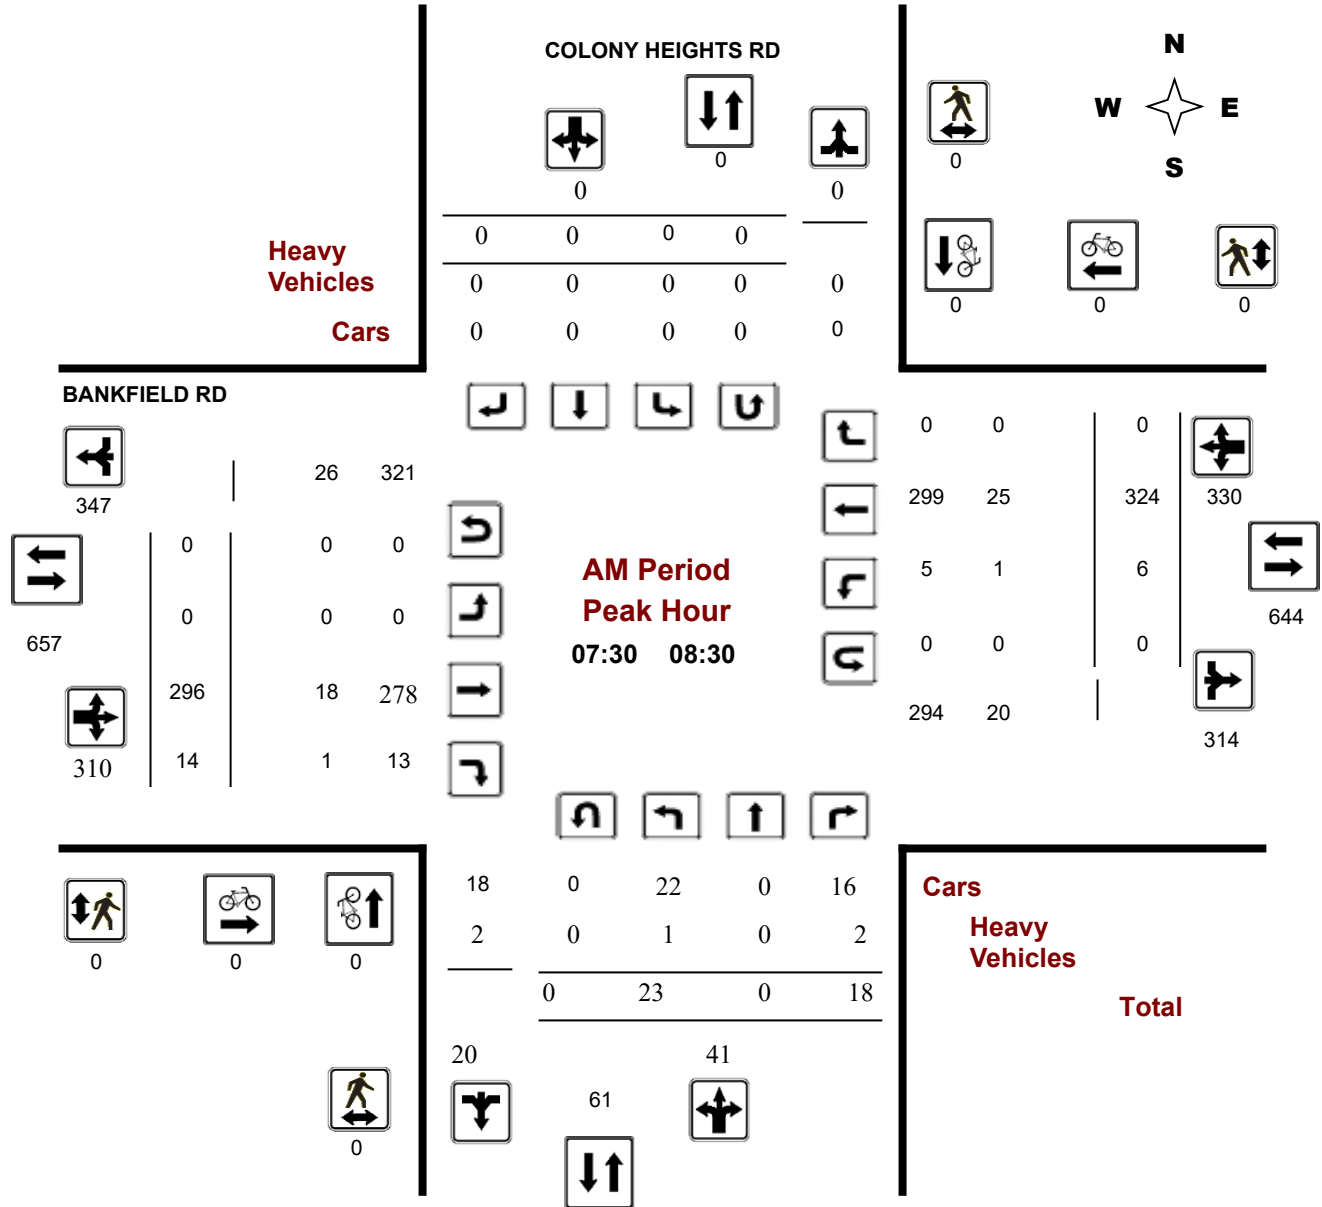 COLONY HEIGHTS RD
N
W E
S
0
0
0 0
0
0 0 0 0
Heavy
Vehicles
0 0 0 0 0
0 0 0
Cars
0 0 0 0 0
BANKFIELD RD
0 0 0
26 321
347
299 25 324 330
0 0 0
AM Period
5 1 6
Peak Hour
0 0 0
644
657
07:30 08:30
0 0 0
296 18 278
294 20
314
310
14 1 13
18 0 22 0 16
Cars
2 0 1 0 2
Heavy
Vehicles
0 0 0
0 23 0 18
Total
20 41
61
0